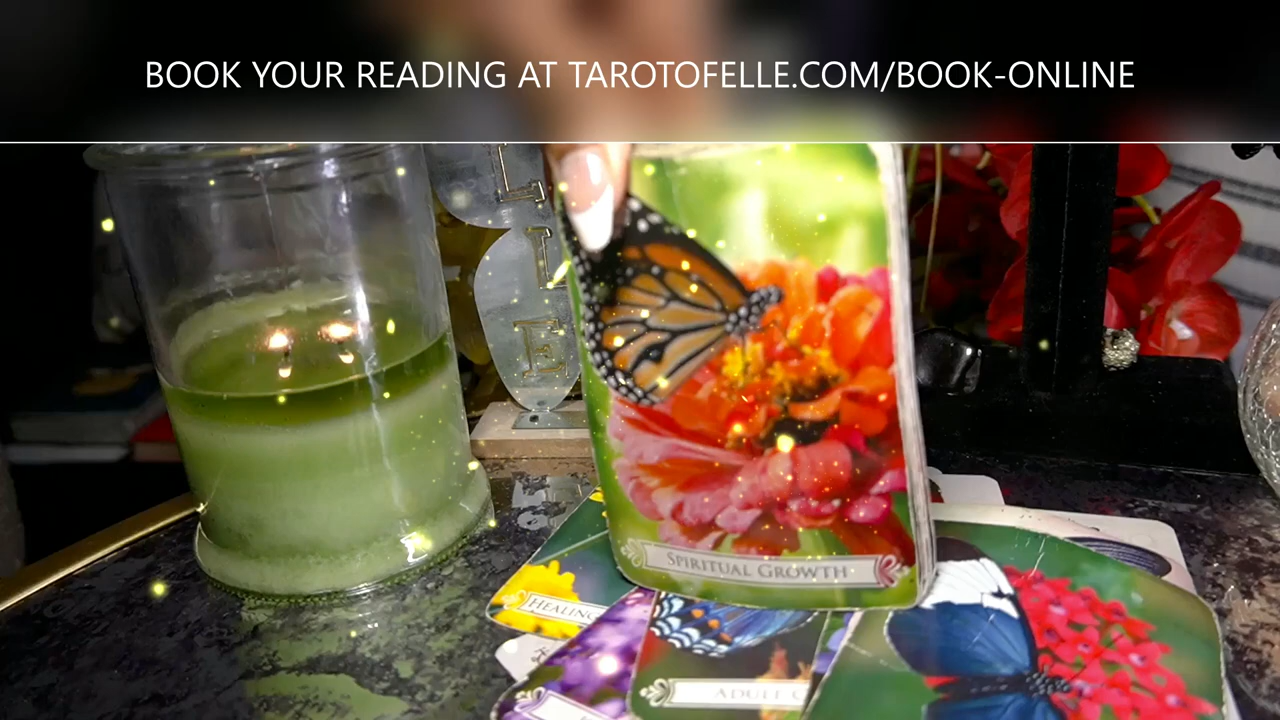 BOOK YOUR READING AT TAROTOFELLE.COM/BOOK-ONLINE
L
L
E
SPIRITUAL GROWTH
HEALING
ADULT